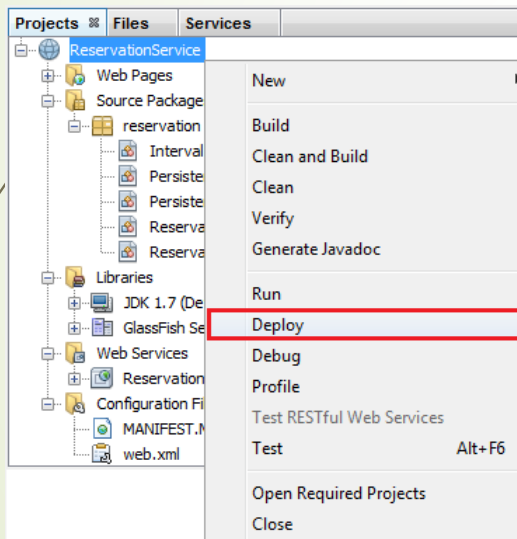 Projects Files Services
ReservationService
Web Pages
Source Package
reservation
Interval
Persiste
Persiste
Reserva
Reserva
Libraries
JDK 1.7 (De
GlassFish Se
Web Services
Reservation
Configuration Fi
MANIFEST.M
web.xml
New
Build
Clean and Build
Clean
Verify
Generate Javadoc
Run
Deploy
Debug
Profile
Test RESTful Web Services
Test Alt+F6
Open Required Projects
Close